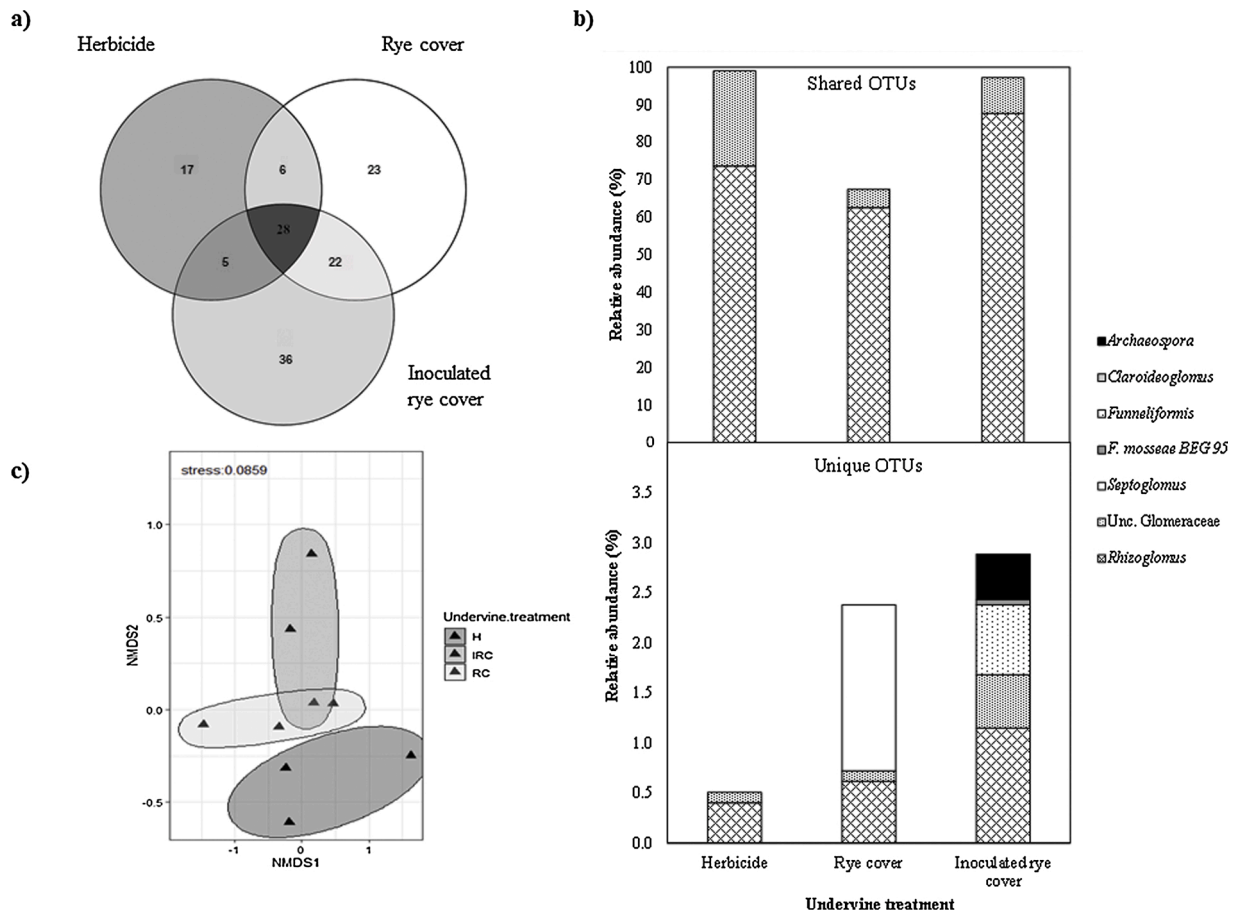 a)
Herbicide
Rye cover
17
6
23
28
5
22
36
Inoculated
rye cover
b)
Shared OTUs
Relative abundance (%)
100
90
80
70
60
50
40
30
20
10
0
Unique OTUs
Relative abundance (%)
3.5
3.0
2.5
2.0
1.5
1.0
0.5
0.0
Herbicide
Rye cover
Inoculated rye
cover
Undervine treatment
Archaeospora
Claroideoglomus
Funneliformis
F. mosseae BEG 95
Septoglomus
Unc. Glomeraceae
Rhizoglomus
c)
stress:0.0859
NMDS2
1.0
0.5
0.0
-0.5
-1
0
1
NMDS1
Undervine.treatment
H
IRC
RC